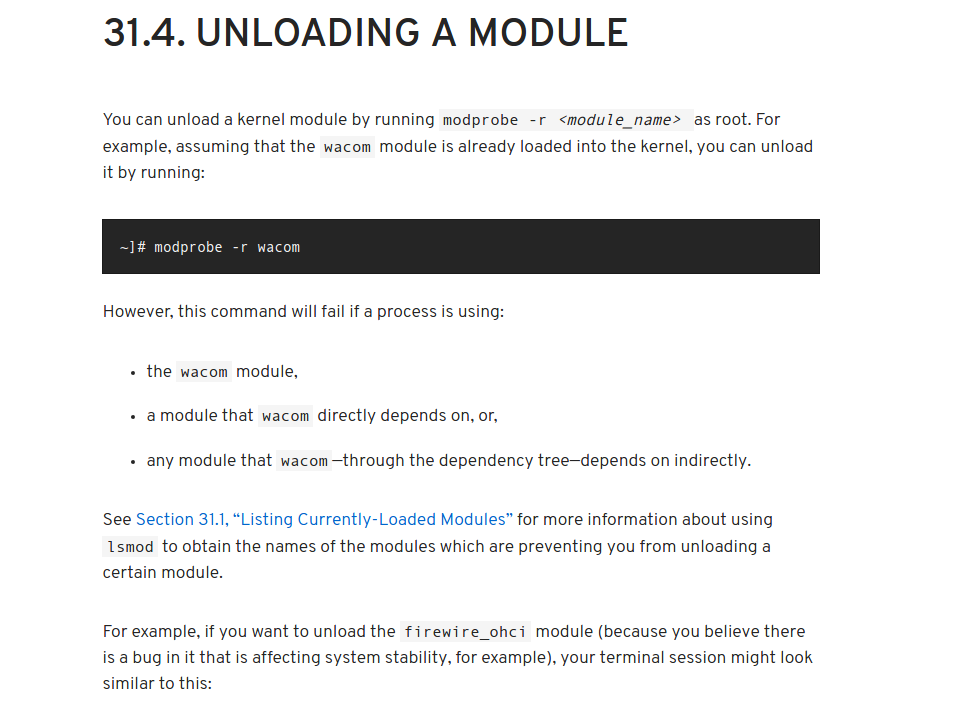 31.4. UNLOADING A MODULE
You can unload a kernel module by running modprobe -r <module_name> as root. For
example, assuming that the wacom module is already loaded into the kernel, you can unload
it by running:
~]# modprobe -r wacom
However, this command will fail if a process is using:
• the wacom module,
• a module that wacom directly depends on, or,
• any module that wacom—through the dependency tree—depends on indirectly.
See Section 31.1, “Listing Currently-Loaded Modules” for more information about using
lsmod to obtain the names of the modules which are preventing you from unloading a
certain module.
For example, if you want to unload the firewire_ohci module (because you believe there
is a bug in it that is affecting system stability, for example), your terminal session might look
similar to this: